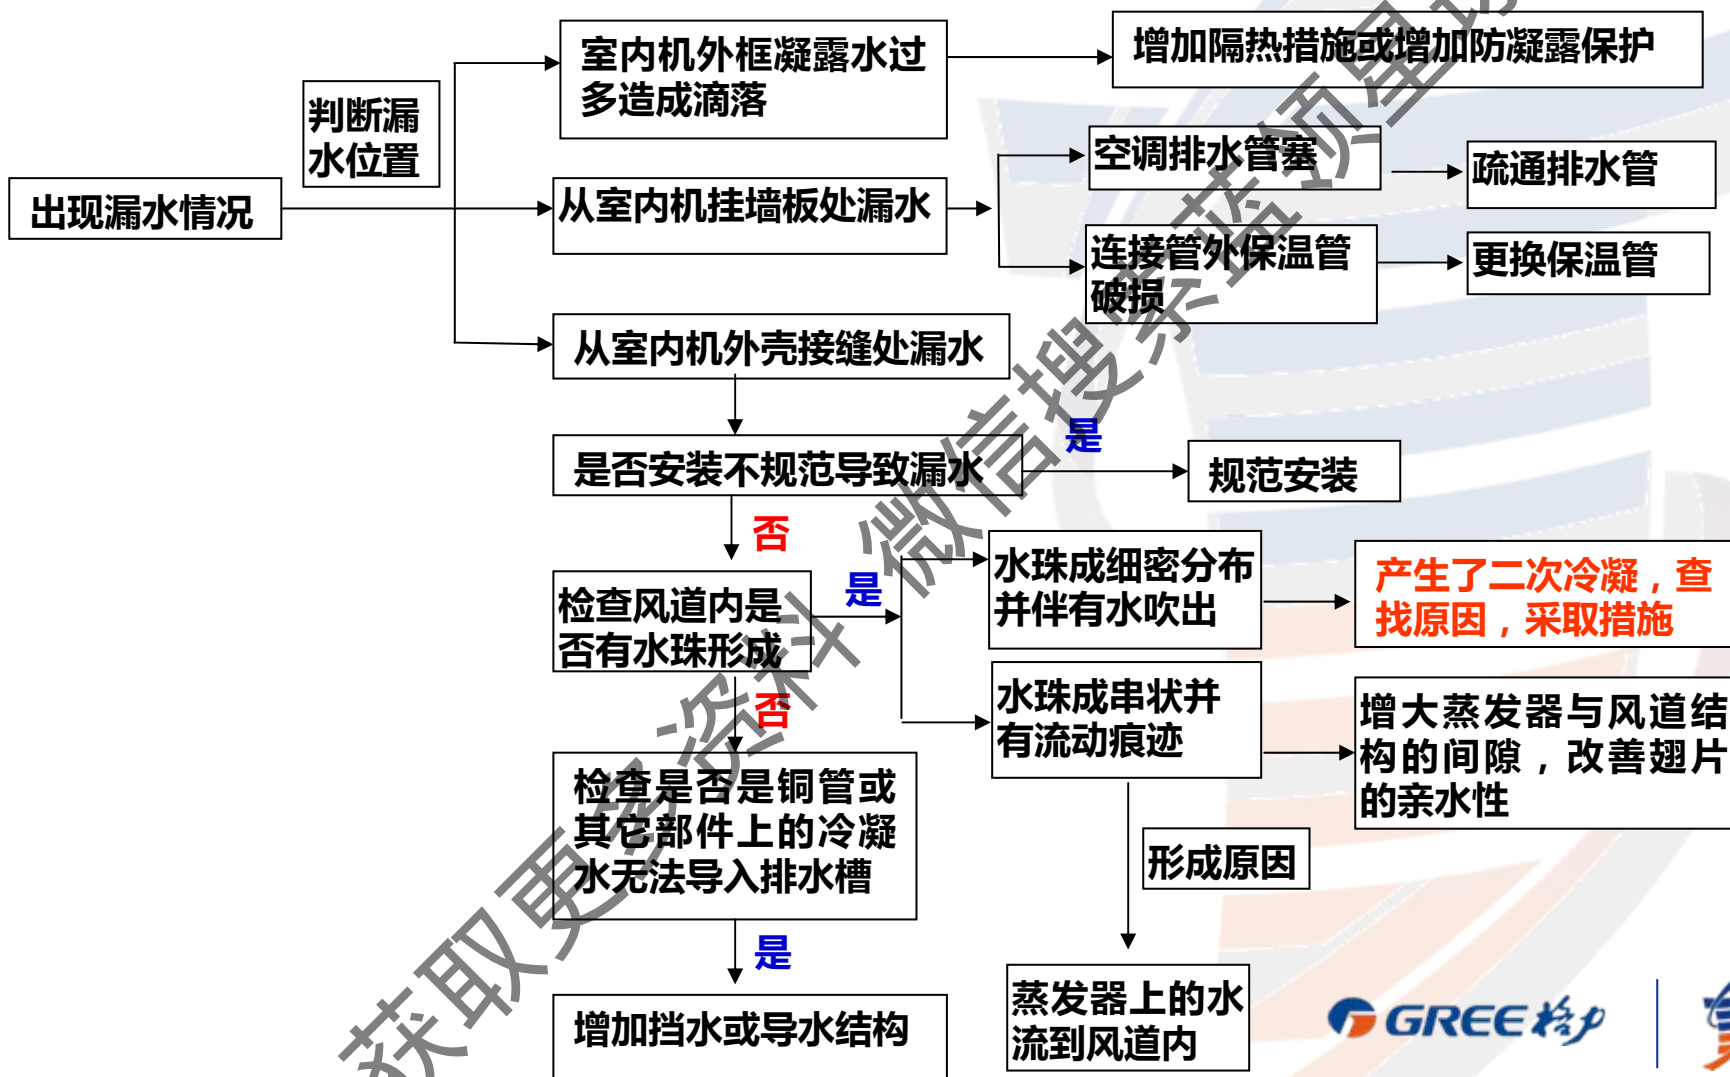 室内机外框凝露水过
多造成滴落
增加隔热措施或增加防凝露保护
判断漏
水位置
空调排水管塞
疏通排水管
出现漏水情况
从室内机挂墙板处漏水
连接管外保温管
破损
更换保温管
从室内机外壳接缝处漏水
是否安装不规范导致漏水
是
规范安装
否
检查风道内是
否有水珠形成
是
水珠成细密分布
并伴有水吹出
产生了二次冷凝，查
找原因，采取措施
水珠成串状并
有流动痕迹
增大蒸发器与风道结
构的间隙，改善翅片
的亲水性
否
检查是否是铜管或
其它部件上的冷凝
水无法导入排水槽
形成原因
是
增加挡水或导水结构
蒸发器上的水
流到风道内
GREE格力
获取更多资料 微信搜索蓝领星球